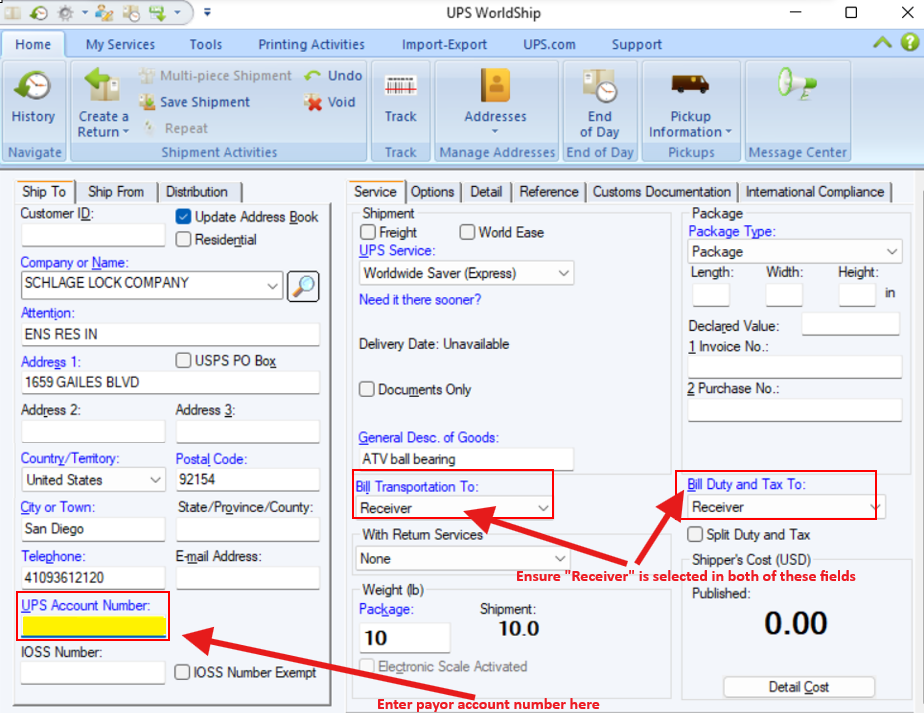 UPS WorldShip
Home My Services Tools Printing Activities Import-Export UPS.com Support
History
Navigate
Create a Return
Multi-piece Shipment
Save Shipment
Repeat
Undo
Void
Shipment Activities
Track
Track
Addresses
Manage Addresses
End of Day
End of Day
Pickup Information
Pickups
Message Center
Ship To Ship From Distribution
Customer ID:
Update Address Book
Residential
Company or Name:
SCHLAGE LOCK COMPANY
Attention:
ENS RES IN
Address 1:
USPS PO Box
1659 GAILES BLVD
Address 2: Address 3:
Country/Territory: Postal Code:
United States 92154
City or Town: State/Province/County:
San Diego
Telephone: E-mail Address:
41093612120
UPS Account Number:
IOSS Number:
IOSS Number Exempt
Service Options Detail Reference Customs Documentation International Compliance
Shipment
Freight World Ease
UPS Service:
Worldwide Saver (Express)
Need it there sooner?
Delivery Date: Unavailable
Documents Only
General Desc. of Goods:
ATV ball bearing
Bill Transportation To:
Receiver
With Return Services
None
Weight (lb)
Package: Shipment:
10 10.0
Electronic Scale Activated
Package
Package Type:
Package
Length: Width: Height:
in
Declared Value:
1 Invoice No.:
2 Purchase No.:
Bill Duty and Tax To:
Receiver
Split Duty and Tax
Shipper's Cost (USD)
Published:
0.00
Detail Cost
Ensure "Receiver" is selected in both of these fields
Enter payor account number here